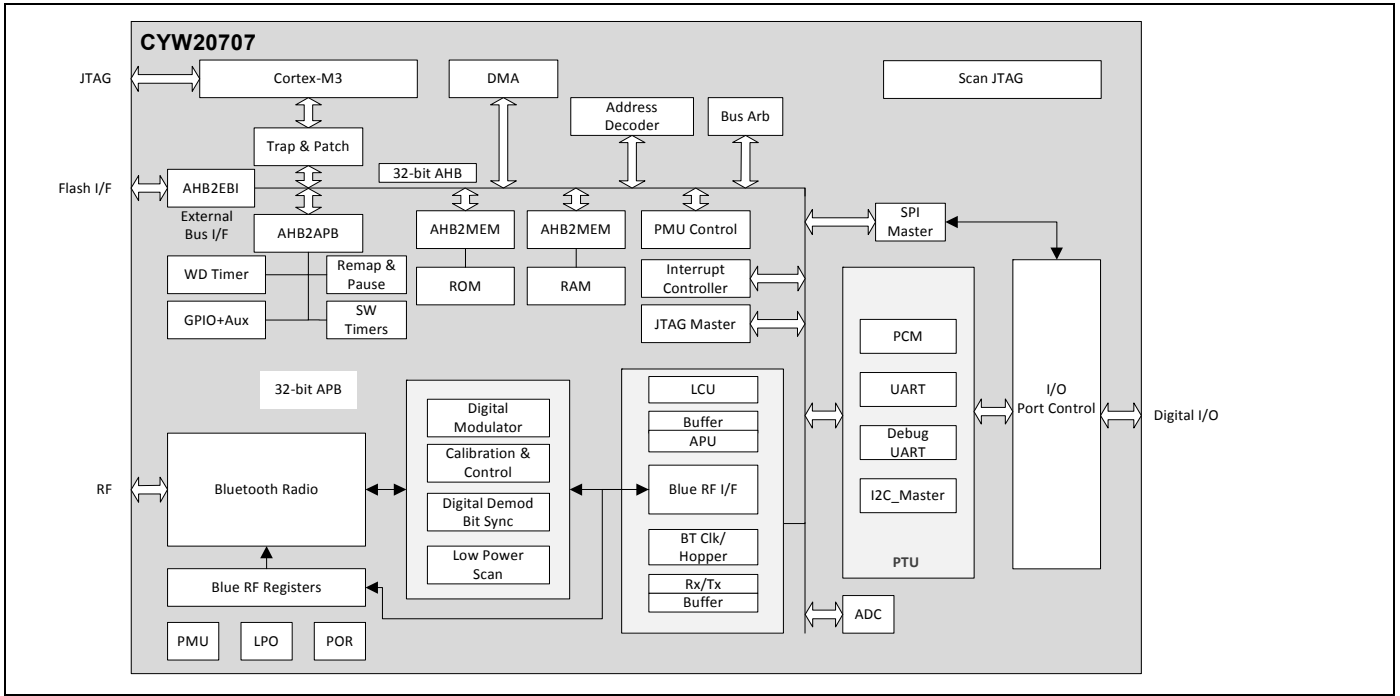 CYW20707
JTAG
Cortex-M3
DMA
Scan JTAG
Address
Decoder
Bus Arb
Trap & Patch
32-bit AHB
Flash I/F
AHB2EBI
External
Bus I/F
AHB2APB
AHB2MEM
AHB2MEM
PMU Control
SPI
Master
WD Timer
Remap &
Pause
ROM
RAM
Interrupt
Controller
GPIO+Aux
SW
Timers
JTAG Master
PCM
32-bit APB
LCU
UART
I/O
Port Control
Digital I/O
Digital
Modulator
Buffer
APU
Debug
UART
Calibration &
Control
RF
Bluetooth Radio
Blue RF I/F
I2C_Master
Digital Demod
Bit Sync
BT Clk/
Hopper
Low Power
Scan
PTU
Blue RF Registers
Rx/Tx
Buffer
ADC
PMU
LPO
POR